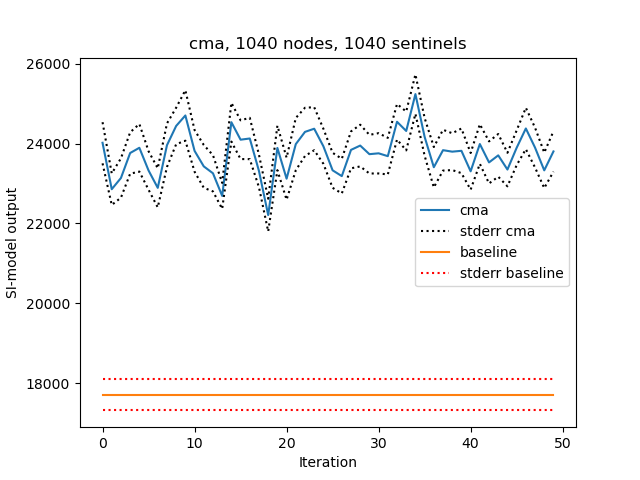 cma, 1040 nodes, 1040 sentinels
26000
24000
22000
20000
18000
SI-model output
cma
stderr cma
baseline
stderr baseline
0
10
20
30
40
50
Iteration